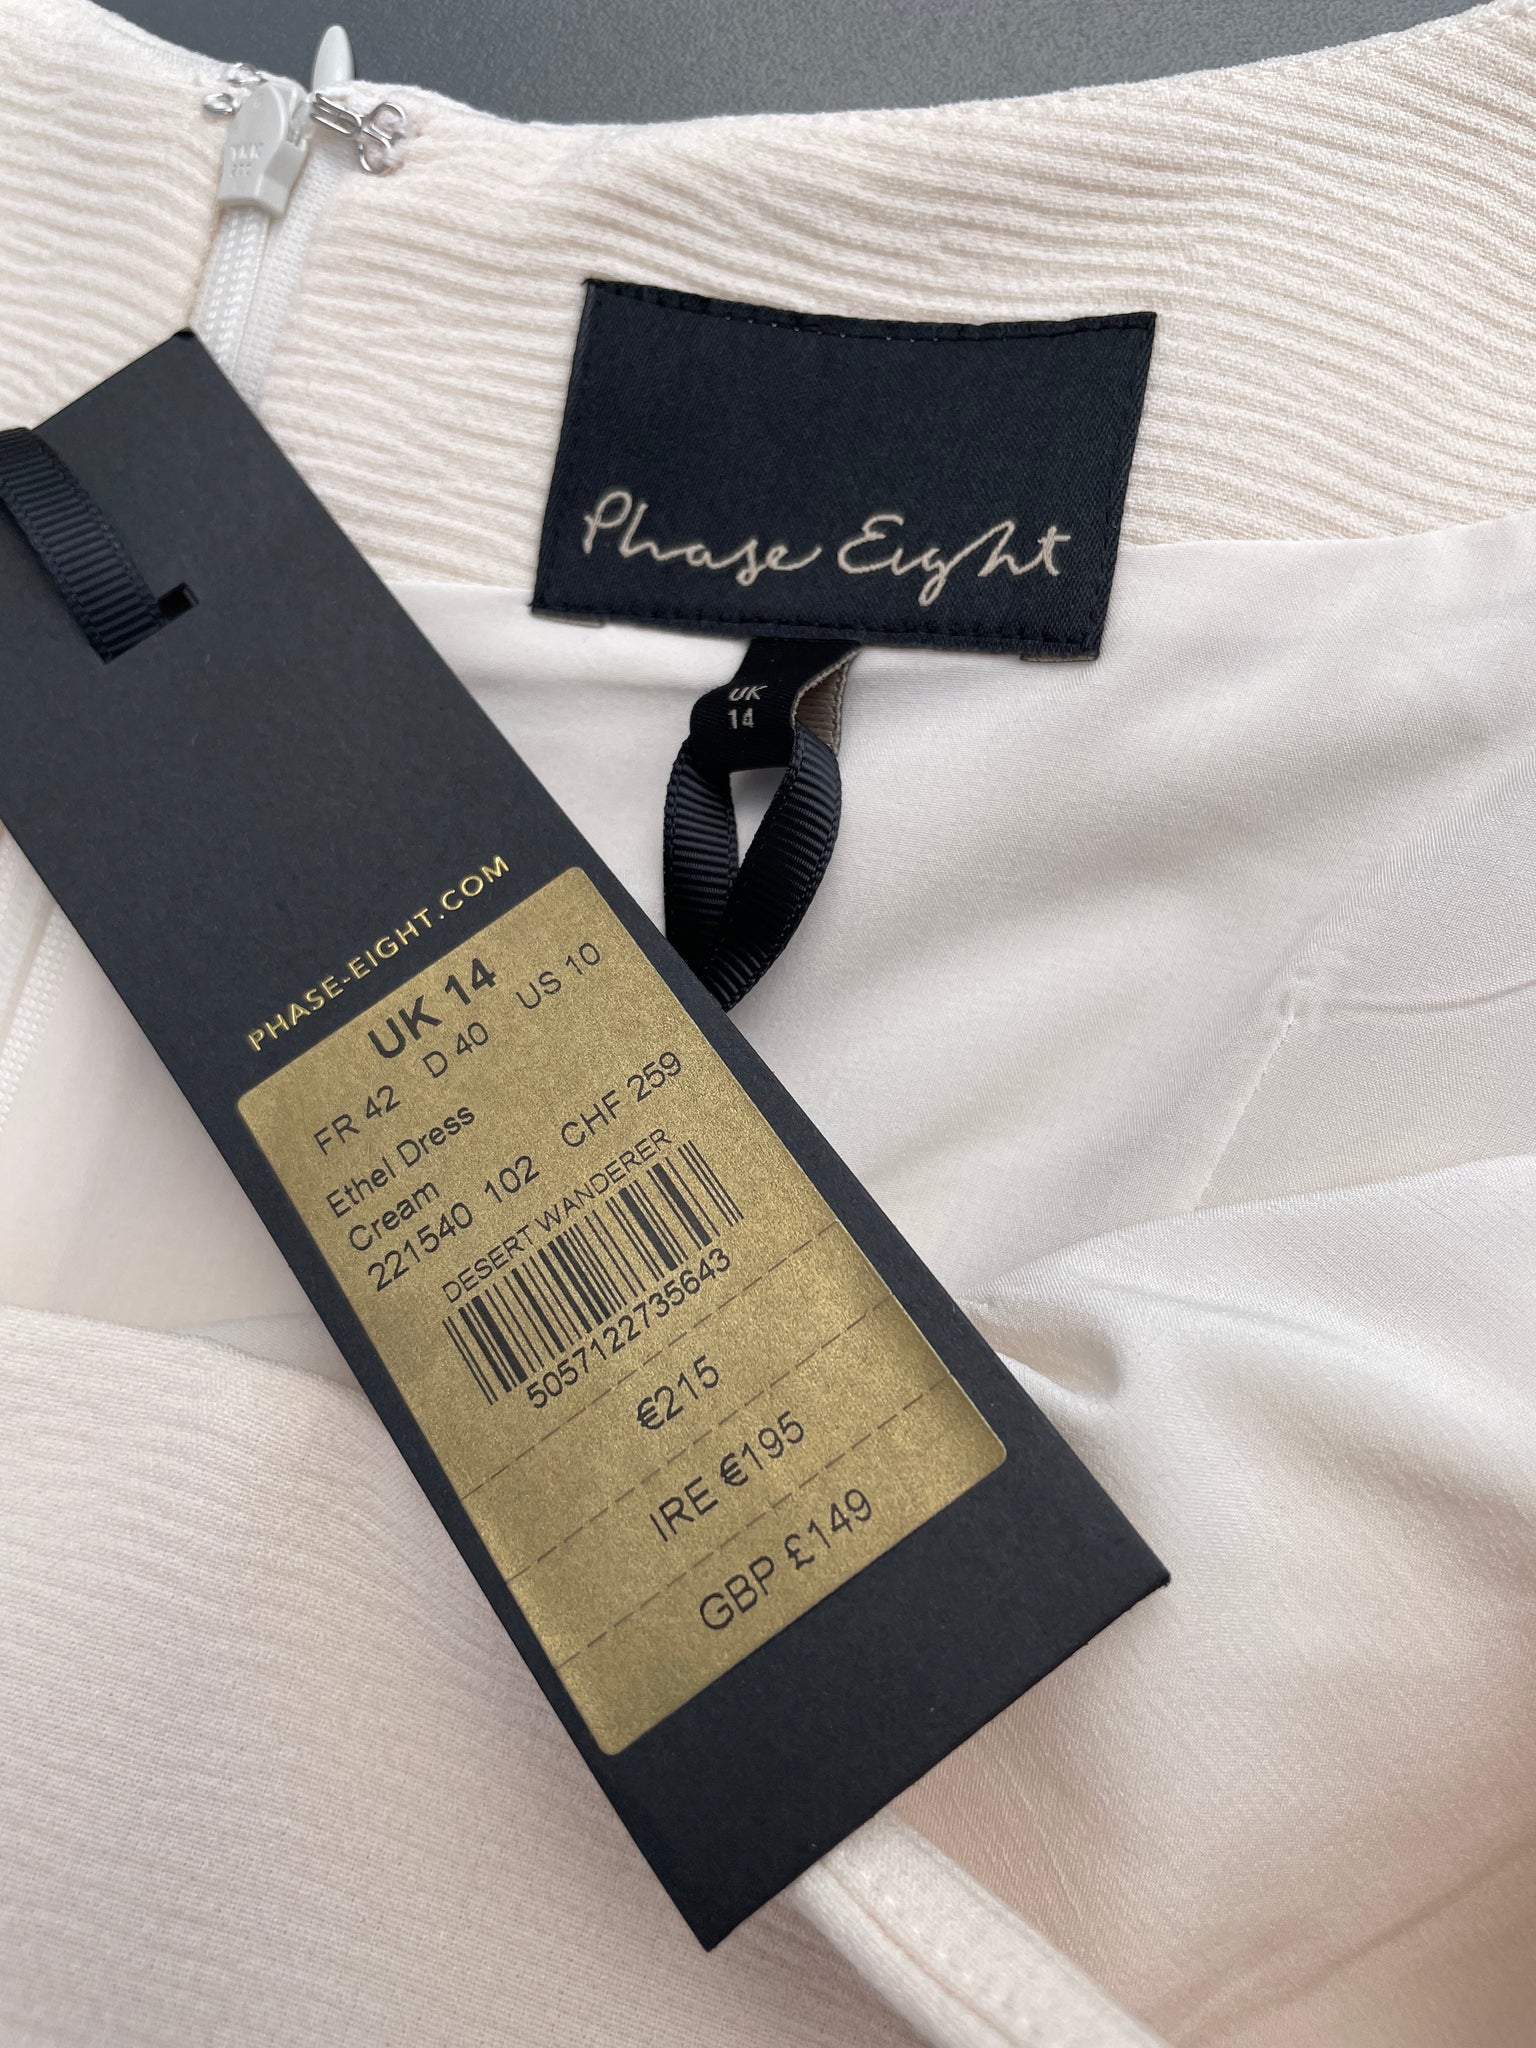 YKK
Phase Eight
UK
14
PHASE-EIGHT.COM
UK 14
FR 42 D 40 US 10
Ethel Dress
Cream
221540 102 CHF 259
DESERT WANDERER
5057122735643
€215
IRE €195
GBP £149